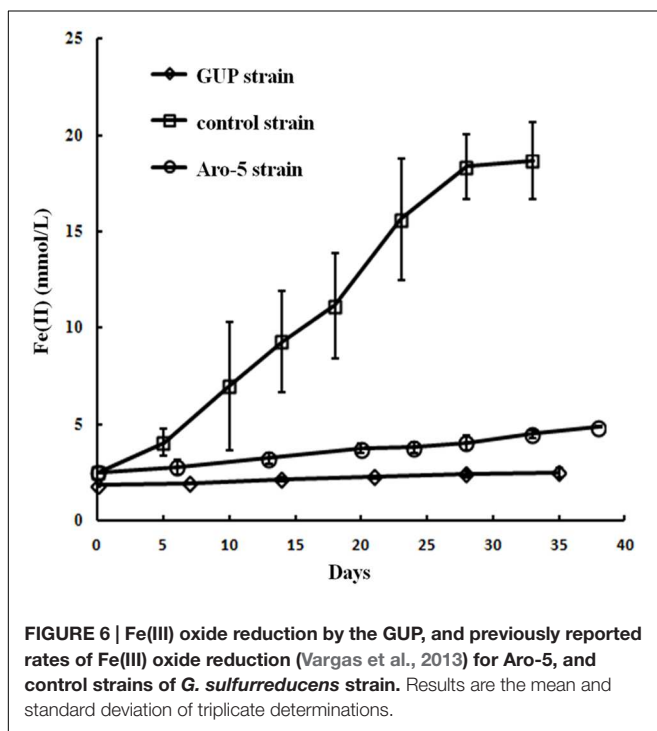 25
20
15
10
5
0
Fe(II) (mmol/L)
GUP strain
control strain
Aro-5 strain
0 5 10 15 20 25 30 35 40
Days
FIGURE 6 | Fe(III) oxide reduction by the GUP, and previously reported
rates of Fe(III) oxide reduction (Vargas et al., 2013) for Aro-5, and
control strains of G. sulfurreducens strain. Results are the mean and
standard deviation of triplicate determinations.